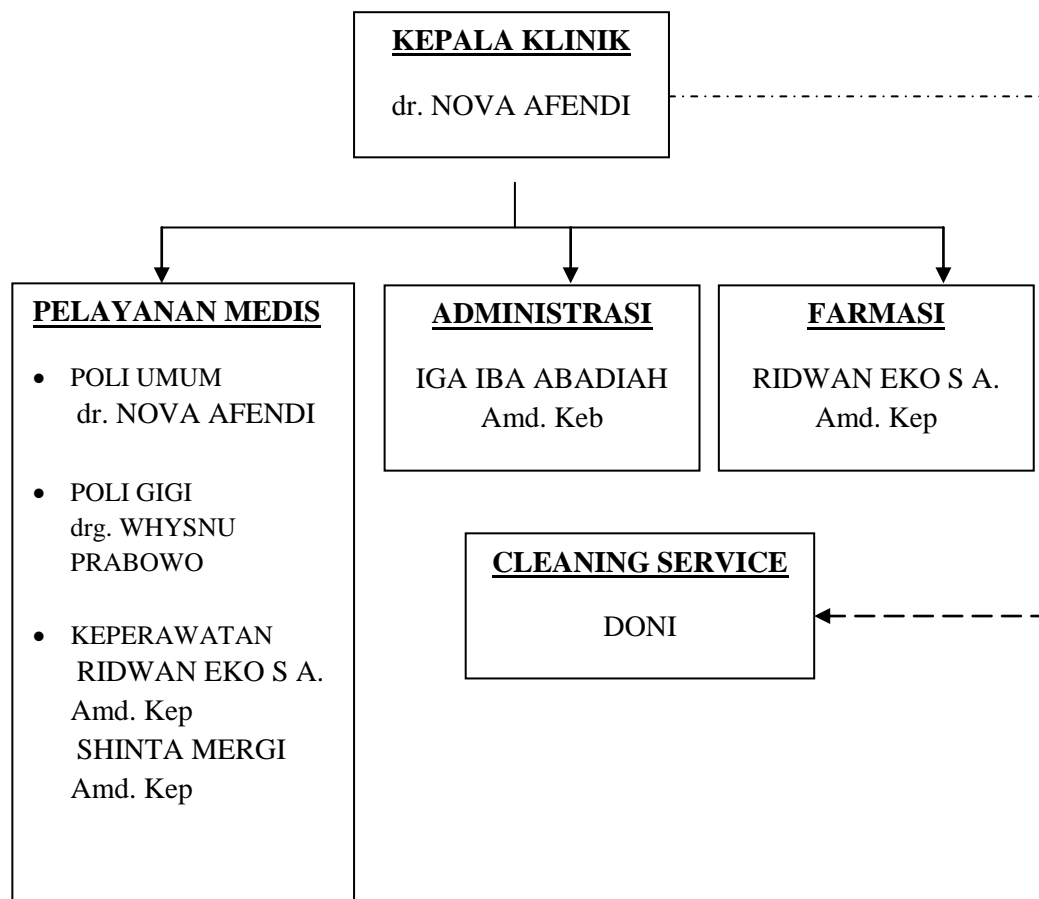 KEPALA KLINIK
dr. NOVA AFENDI
PELAYANAN MEDIS
• POLI UMUM
dr. NOVA AFENDI
• POLI GIGI
drg. WHYSNU
PRABOWO
• KEPERAWATAN
RIDWAN EKO S A.
Amd. Kep
SHINTA MERGI
Amd. Kep
ADMINISTRASI
IGA IBA ABADIAH
Amd. Keb
FARMASI
RIDWAN EKO S A.
Amd. Kep
CLEANING SERVICE
DONI